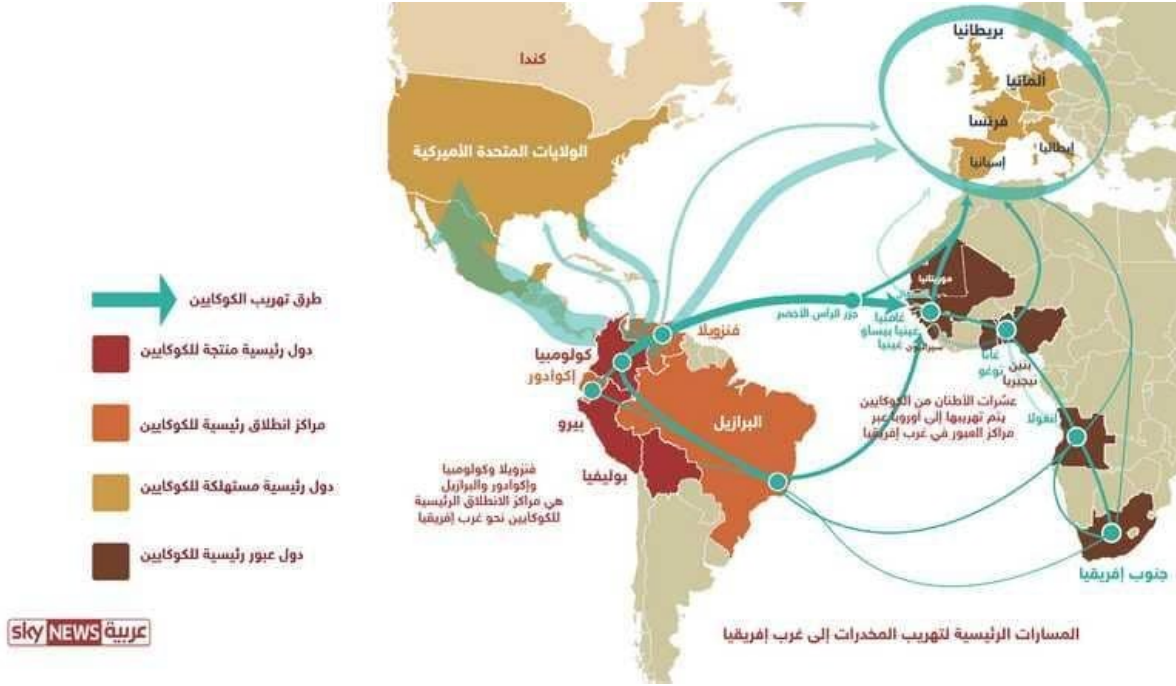 بريطانيا
كندا
ألمانيا
فرنسا
الولايات المتحدة الأميركية
إيطاليا
إسبانيا
موريتانيا
طرق تهريب الكوكايين
جزر الرأس الأخضر
غامبيا
غينيا بيساو
غينيا
سيراليون
فنزويلا
دول رئيسية منتجة للكوكايين
كولومبيا
إكوادور
غانا
توغو
بنين
نيجيريا
عشرات الأطنان من الكوكايين
يتم تهريبها إلى أوروبا عبر
مراكز العبور في غرب إفريقيا
أنغولا
مراكز انطلاق رئيسية للكوكايين
البرازيل
بيرو
بوليفيا
فنزويلا وكولومبيا
وإكوادور والبرازيل
هي مراكز الانطلاق الرئيسية
للكوكايين نحو غرب إفريقيا
دول رئيسية مستهلكة للكوكايين
دول عبور رئيسية للكوكايين
جنوب إفريقيا
sky NEWS عربية
المسارات الرئيسية لتهريب المخدرات إلى غرب إفريقيا